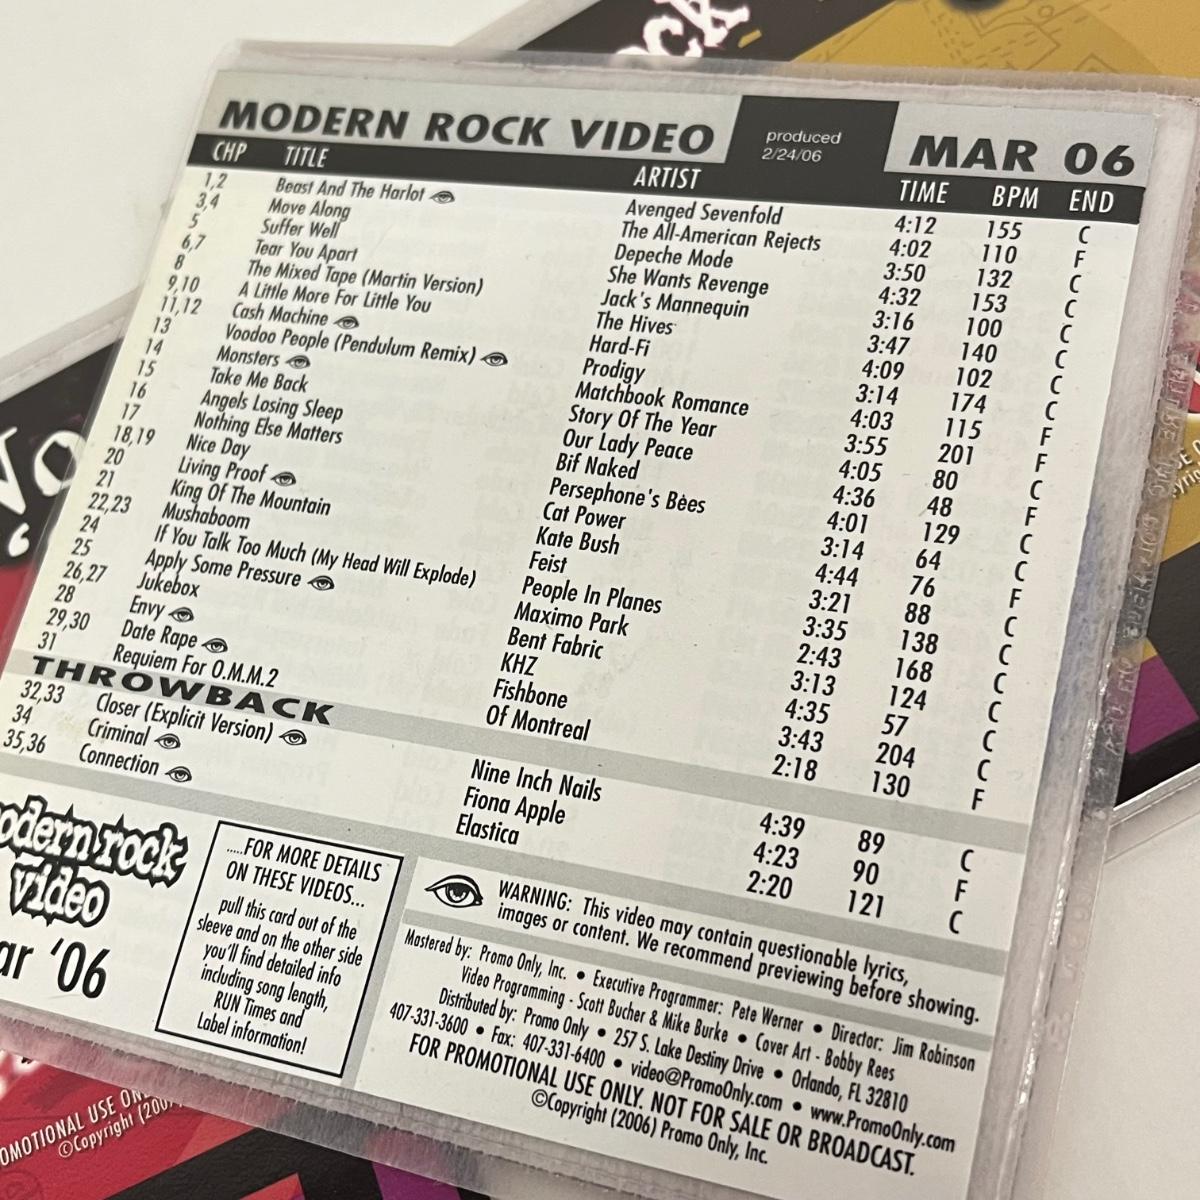 MODERN ROCK VIDEO produced 2/24/06 MAR 06
CHP TITLE ARTIST TIME BPM END
1,2 Beast And The Harlot Avenged Sevenfold 4:12 155 C
3,4 Move Along The All-American Rejects 4:02 110 F
5 Suffer Well Depeche Mode 3:50 132 C
6,7 Tear You Apart She Wants Revenge 4:32 153 C
8 The Mixed Tape (Martin Version) Jack's Mannequin 3:16 100 C
9,10 A Little More For Little You The Hives 3:47 140 C
11,12 Cash Machine Hard-Fi 4:09 102 C
13 Voodoo People (Pendulum Remix) Prodigy 3:14 174 C
14 Monsters Matchbook Romance 4:03 115 F
15 Take Me Back Story Of The Year 3:55 201 F
16 Angels Losing Sleep Our Lady Peace 4:05 80 C
17 Nothing Else Matters Bif Naked 4:36 48 F
18,19 Nice Day Persephone's Bees 4:01 129 C
20 Living Proof Cat Power 3:14 64 C
21 King Of The Mountain Kate Bush 4:44 76 F
22,23 Mushaboom Feist 3:21 88 C
24 If You Talk Too Much (My Head Will Explode) People In Planes 3:35 138 C
25 Apply Some Pressure Maximo Park 2:43 168 C
26,27 Jukebox Bent Fabric 3:13 124 C
28 Envy KHZ 4:35 57 C
29,30 Date Rape Fishbone 3:43 204 C
31 Requiem For O.M.M.2 Of Montreal 2:18 130 F
THROWBACK
32,33 Closer (Explicit Version) Nine Inch Nails 4:39 89 C
34 Criminal Fiona Apple 4:23 90 F
35,36 Connection Elastica 2:20 121 C
odern rock
video
ar '06
.....FOR MORE DETAILS
ON THESE VIDEOS...
pull this card out of the
sleeve and on the other side
you'll find detailed info
including song length,
RUN Times and
Label information!
WARNING: This video may contain questionable lyrics,
images or content. We recommend previewing before showing.
Mastered by: Promo Only, Inc. • Executive Programmer: Pete Werner • Director: Jim Robinson
Video Programming - Scott Bucher & Mike Burke • Cover Art - Bobby Rees
Distributed by: Promo Only • 257 S. Lake Destiny Drive • Orlando, FL 32810
407-331-3600 • Fax: 407-331-6400 • video@PromoOnly.com • www.PromoOnly.com
FOR PROMOTIONAL USE ONLY. NOT FOR SALE OR BROADCAST.
©Copyright (2006) Promo Only, Inc.
OMOTIONAL USE ON
©Copyright (200